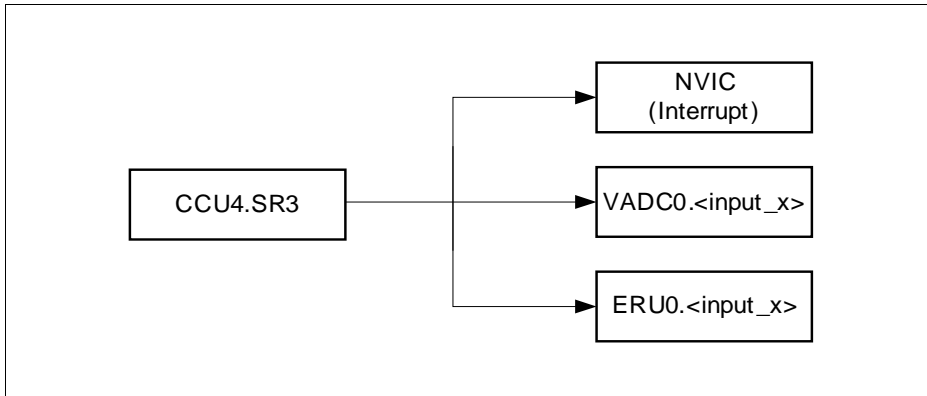 NVIC
(Interrupt)
CCU4.SR3
VADC0.<input_x>
ERU0.<input_x>